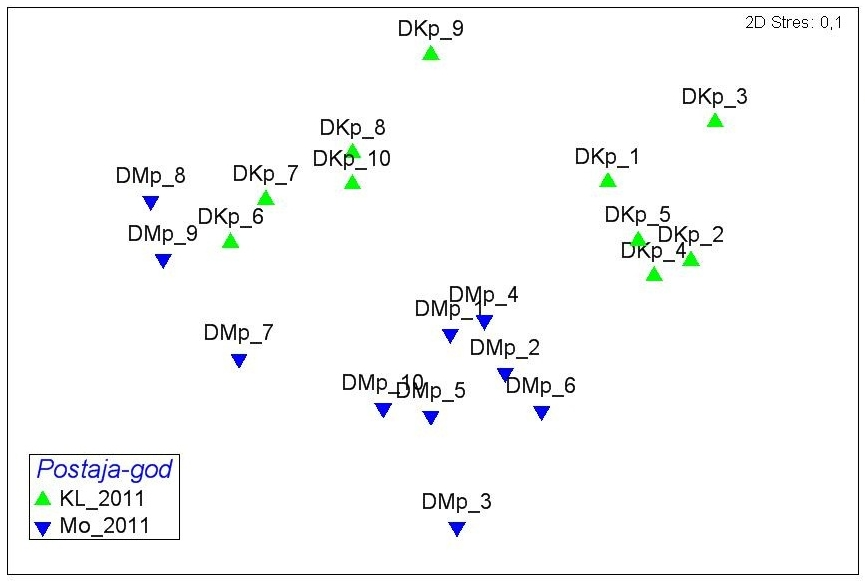 2D Stres: 0,1
DKp_9
DKp_3
DKp_8
DKp_10
DKp_1
DKp_7
DMp_8
DKp_6
DKp_5
DMp_9
DKp_2
DKp_4
DMp_4
DMp_1
DMp_7
DMp_2
DMp_10
DMp_5
DMp_6
DMp_3
Postaja-god
KL_2011
Mo_2011